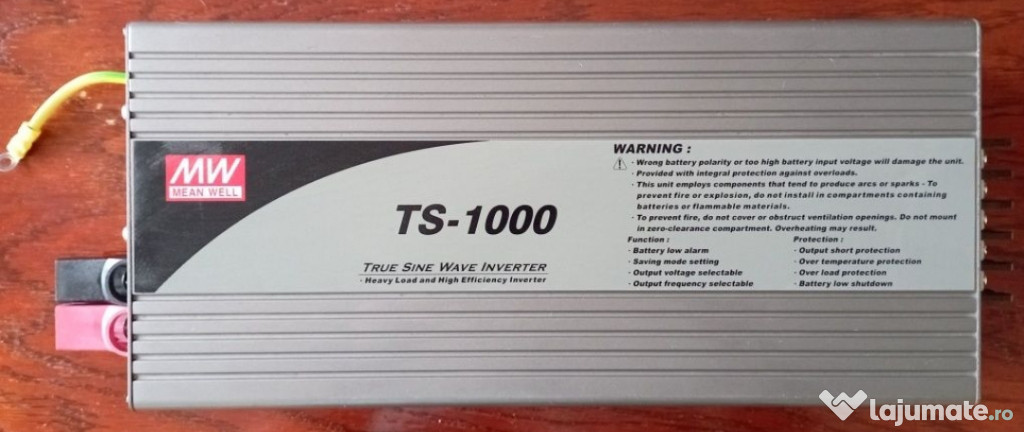 MW
MEAN WELL
TS-1000
TRUE SINE WAVE INVERTER
· Heavy Load and High Efficiency Inverter
WARNING :
· Wrong battery polarity or too high battery input voltage will damage the unit.
· Provided with integral protection against overloads.
· This unit employs components that tend to produce arcs or sparks - To
prevent fire or explosion, do not install in compartments containing
batteries or flammable materials.
· To prevent fire, do not cover or obstruct ventilation openings. Do not mount
in zero-clearance compartment. Overheating may result.
Function :
· Battery low alarm
· Saving mode setting
· Output voltage selectable
· Output frequency selectable
Protection :
· Output short protection
· Over temperature protection
· Over load protection
· Battery low shutdown
lajumate.ro